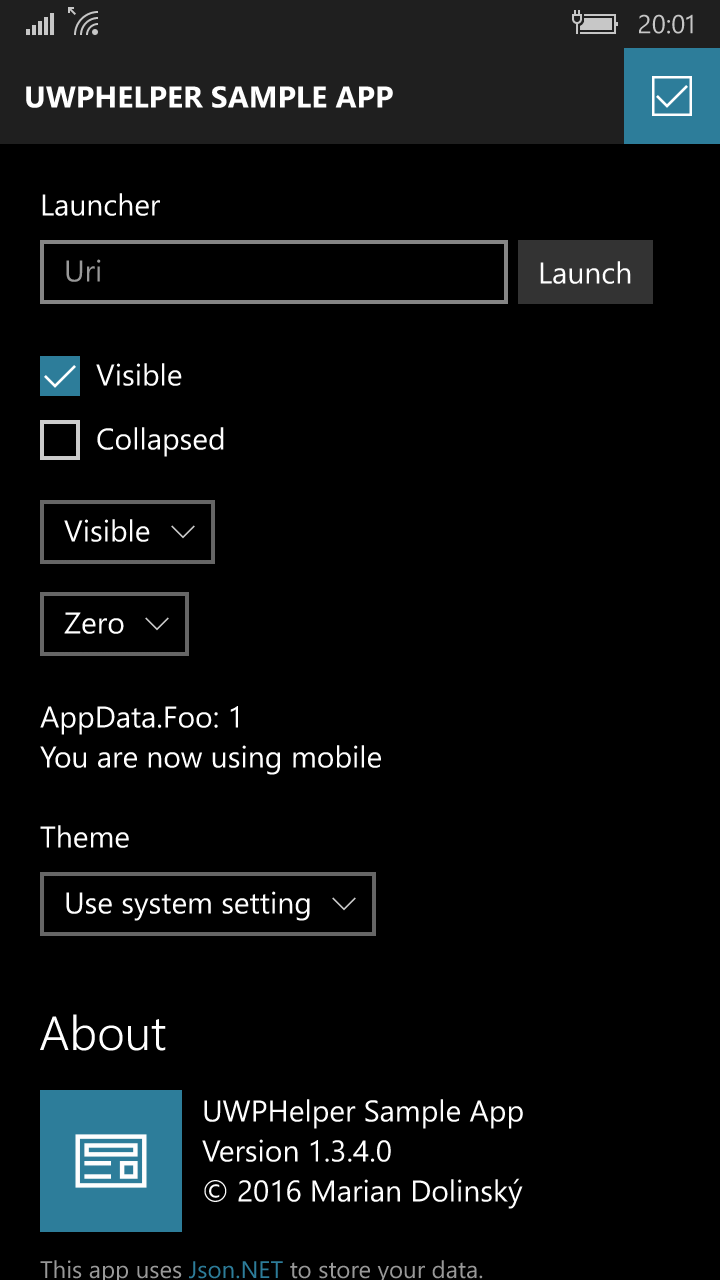 20:01
UWPHELPER SAMPLE APP
Launcher
Uri
Launch
Visible
Collapsed
Visible
Zero
AppData.Foo: 1
You are now using mobile
Theme
Use system setting
About
UWPHelper Sample App
Version 1.3.4.0
© 2016 Marian Dolinský
This app uses Json.NET to store your data.